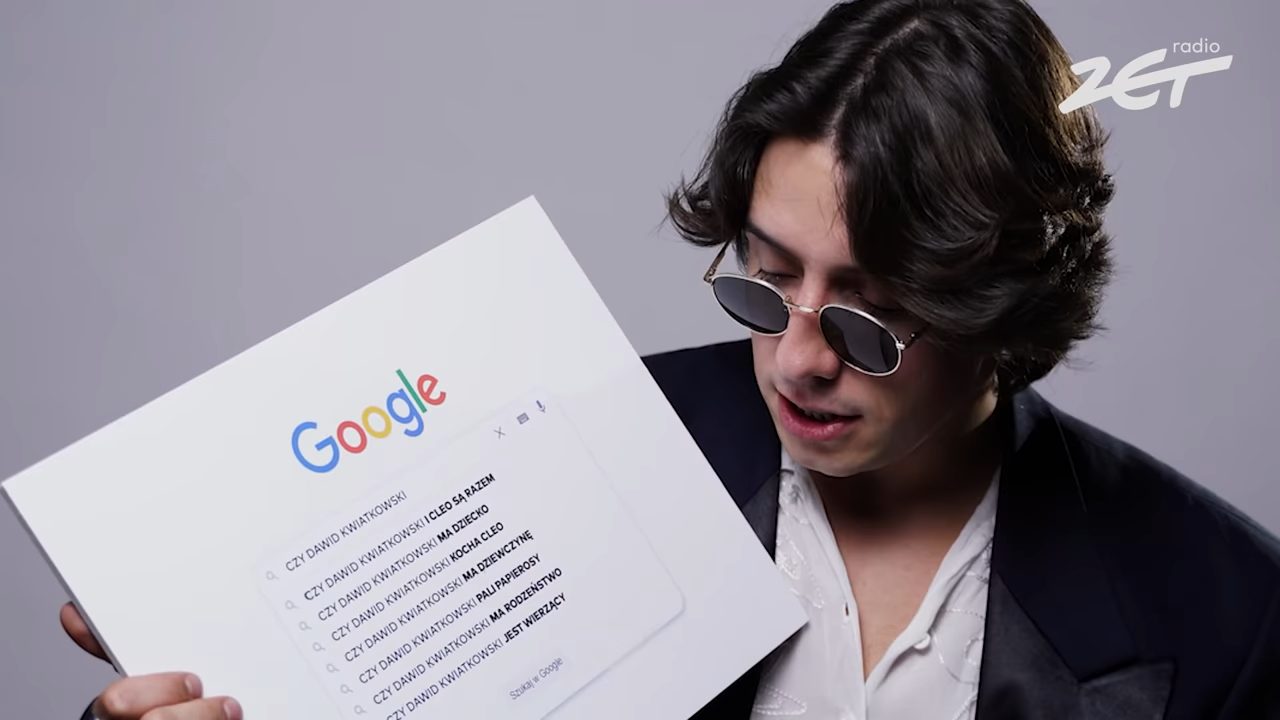 radio
ZET
Google
CZY DAWID KWIATKOWSKI
CZY DAWID KWIATKOWSKI I CLEO SĄ RAZEM
CZY DAWID KWIATKOWSKI MA DZIECKO
CZY DAWID KWIATKOWSKI KOCHA CLEO
CZY DAWID KWIATKOWSKI MA DZIEWCZYNĘ
CZY DAWID KWIATKOWSKI PALI PAPIEROSY
CZY DAWID KWIATKOWSKI MA RODZEŃSTWO
CZY DAWID KWIATKOWSKI JEST WIERZĄCY
Szukaj w Google